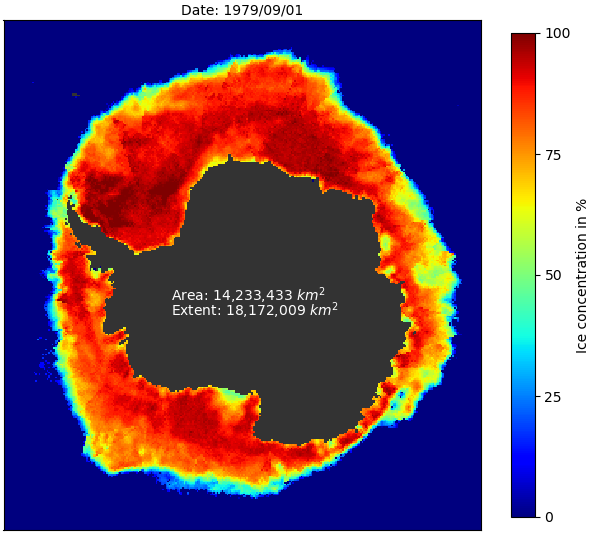 Date: 1979/09/01
100
75
50
25
0
Ice concentration in %
Area: 14,233,433 km²
Extent: 18,172,009 km²